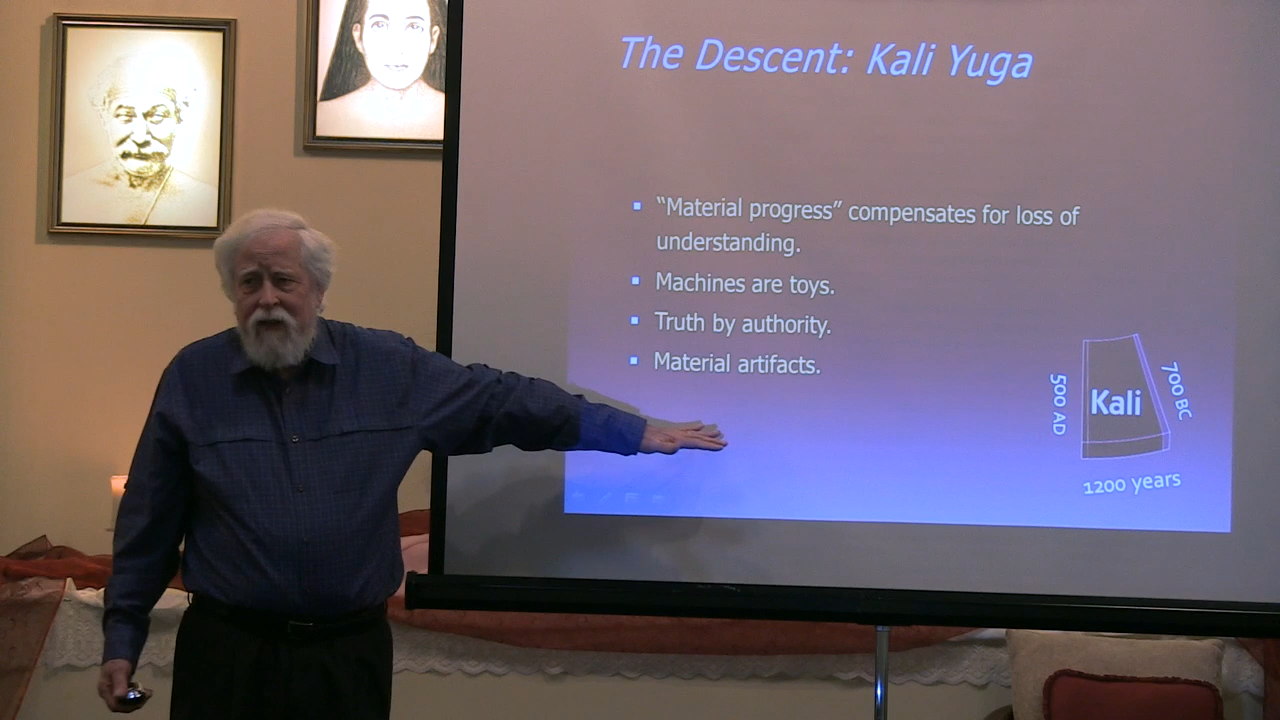 The Descent: Kali Yuga
“Material progress” compensates for loss of
understanding.
Machines are toys.
Truth by authority.
Material artifacts.
500 AD
Kali
700 BC
1200 years